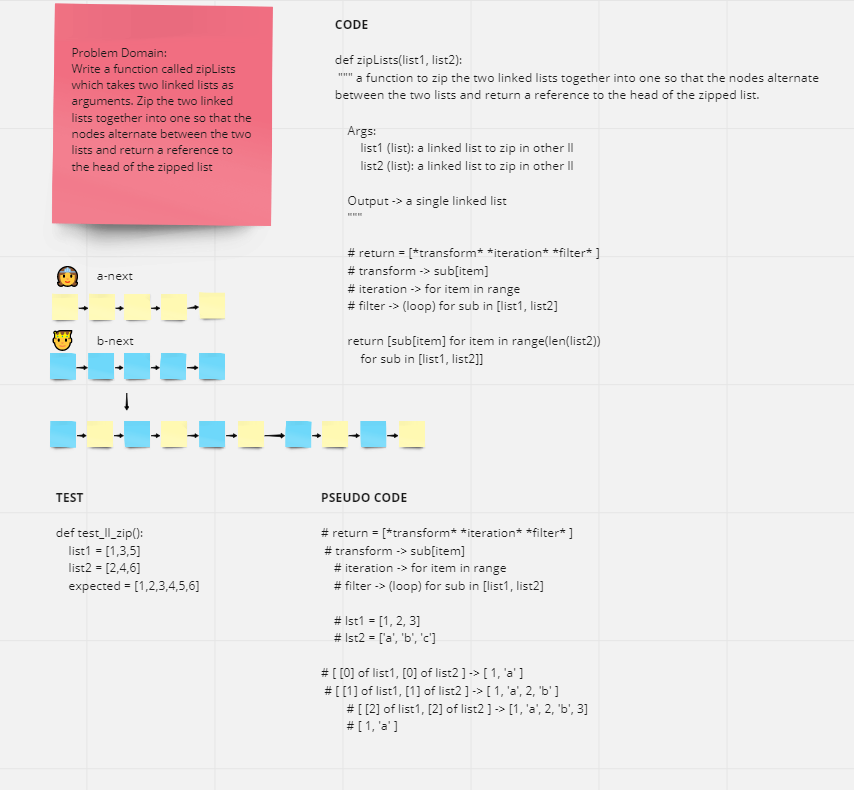 Problem Domain:
Write a function called zipLists
which takes two linked lists as
arguments. Zip the two linked
lists together into one so that the
nodes alternate between the two
lists and return a reference to
the head of the zipped list
a-next
b-next
CODE
def zipLists(list1, list2):
""" a function to zip the two linked lists together into one so that the nodes alternate
between the two lists and return a reference to the head of the zipped list.
Args:
list1 (list): a linked list to zip in other ll
list2 (list): a linked list to zip in other ll
Output -> a single linked list
"""
# return = [*transform* *iteration* *filter* ]
# transform -> sub[item]
# iteration -> for item in range
# filter -> (loop) for sub in [list1, list2]
return [sub[item] for item in range(len(list2))
for sub in [list1, list2]]
TEST
def test_ll_zip():
list1 = [1,3,5]
list2 = [2,4,6]
expected = [1,2,3,4,5,6]
PSEUDO CODE
# return = [*transform* *iteration* *filter* ]
# transform -> sub[item]
# iteration -> for item in range
# filter -> (loop) for sub in [list1, list2]
# lst1 = [1, 2, 3]
# lst2 = ['a', 'b', 'c']
# [ [0] of list1, [0] of list2 ] -> [ 1, 'a' ]
# [ [1] of list1, [1] of list2 ] -> [ 1, 'a', 2, 'b' ]
# [ [2] of list1, [2] of list2 ] -> [1, 'a', 2, 'b', 3]
# [ 1, 'a' ]